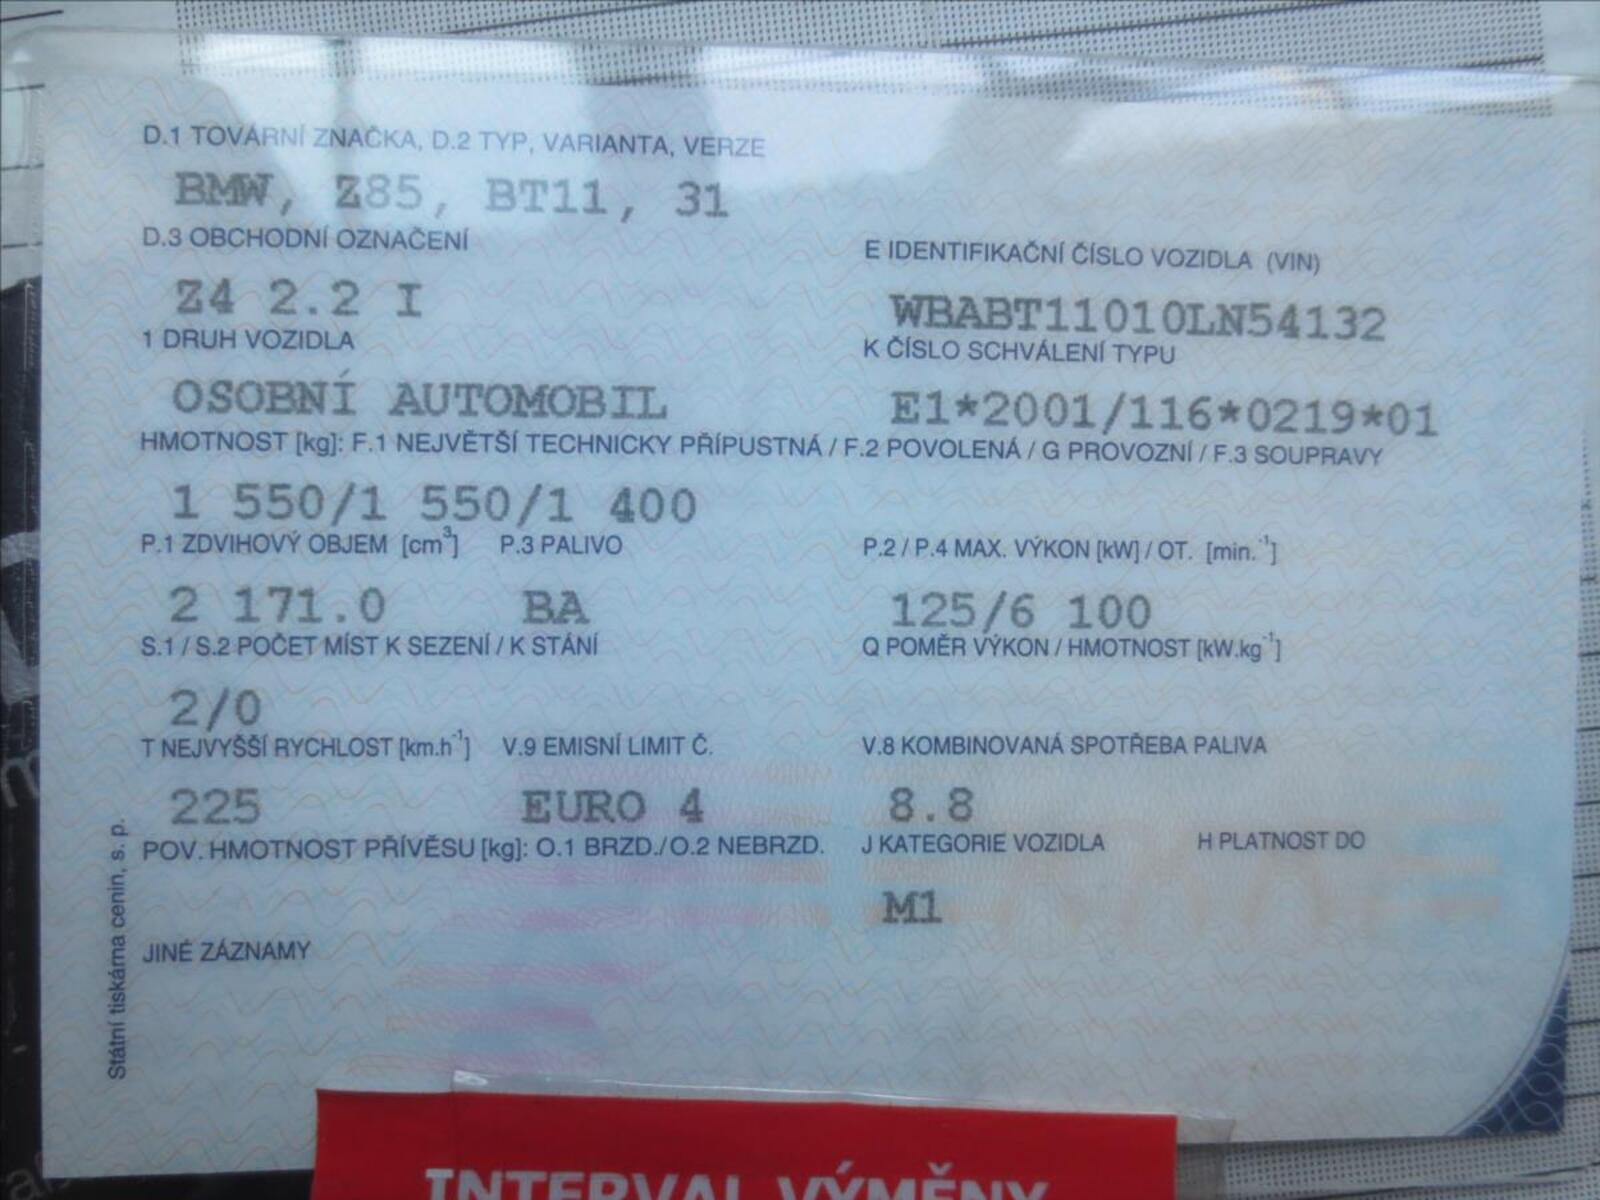 D.1 TOVÁRNÍ ZNAČKA, D.2 TYP, VARIANTA, VERZE
BMW, Z85, BT11, 31
D.3 OBCHODNÍ OZNAČENÍ
E IDENTIFIKAČNÍ ČÍSLO VOZIDLA (VIN)
Z4 2.2 I
WBABT11010LN54132
1 DRUH VOZIDLA
K ČÍSLO SCHVÁLENÍ TYPU
OSOBNÍ AUTOMOBIL
E1*2001/116*0219*01
HMOTNOST [kg]: F.1 NEJVĚTŠÍ TECHNICKY PŘÍPUSTNÁ / F.2 POVOLENÁ / G PROVOZNÍ / F.3 SOUPRAVY
1 550/1 550/1 400
P.1 ZDVIHOVÝ OBJEM [cm³] P.3 PALIVO
P.2 / P.4 MAX. VÝKON [kW] / OT. [min.⁻¹]
2 171.0 BA
125/6 100
S.1 / S.2 POČET MÍST K SEZENÍ / K STÁNÍ
Q POMĚR VÝKON / HMOTNOST [kW.kg⁻¹]
2/0
T NEJVYŠŠÍ RYCHLOST [km.h⁻¹] V.9 EMISNÍ LIMIT Č.
V.8 KOMBINOVANÁ SPOTŘEBA PALIVA
225 EURO 4
8.8
POV. HMOTNOST PŘÍVĚSU [kg]: O.1 BRZD./O.2 NEBRZD.
J KATEGORIE VOZIDLA H PLATNOST DO
M1
JINÉ ZÁZNAMY
Státní tiskárna cenin, s. p.
INTERVAL VÝMĚNY